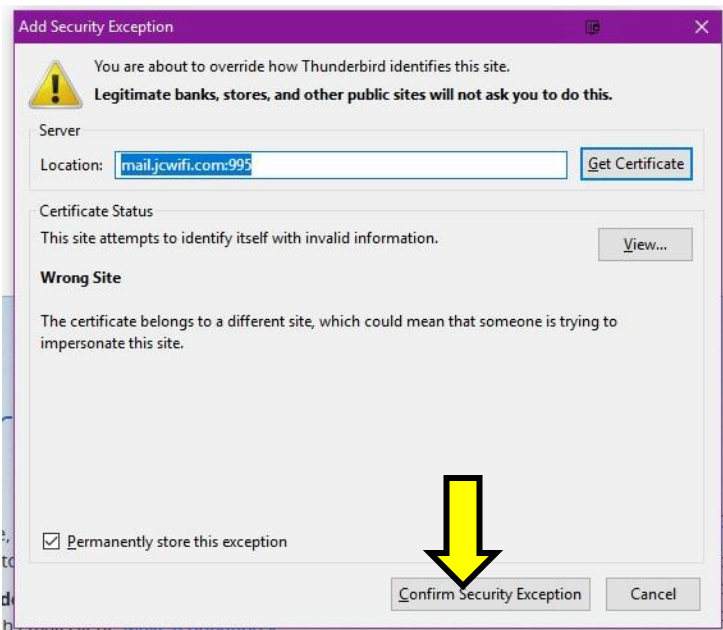 Add Security Exception
You are about to override how Thunderbird identifies this site.
Legitimate banks, stores, and other public sites will not ask you to do this.
Server
Location: mail.jcwifi.com:995 Get Certificate
Certificate Status
This site attempts to identify itself with invalid information.
View...
Wrong Site
The certificate belongs to a different site, which could mean that someone is trying to
impersonate this site.
Permanently store this exception
Confirm Security Exception Cancel